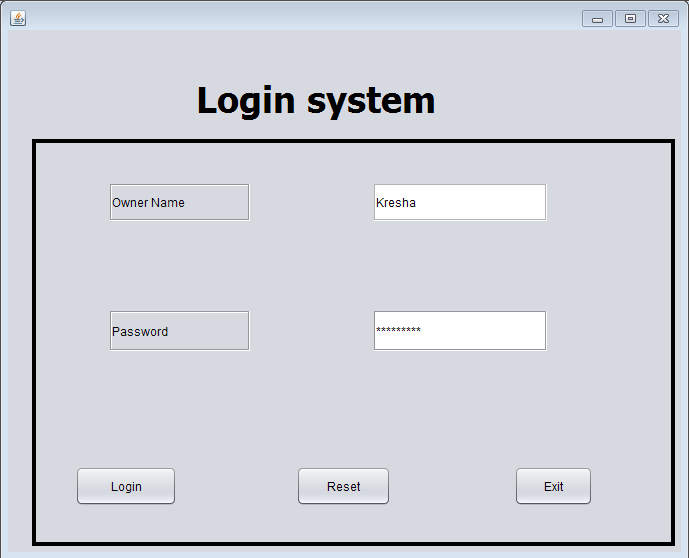 Login system
Owner Name
Kresha
Password
*********
Login
Reset
Exit